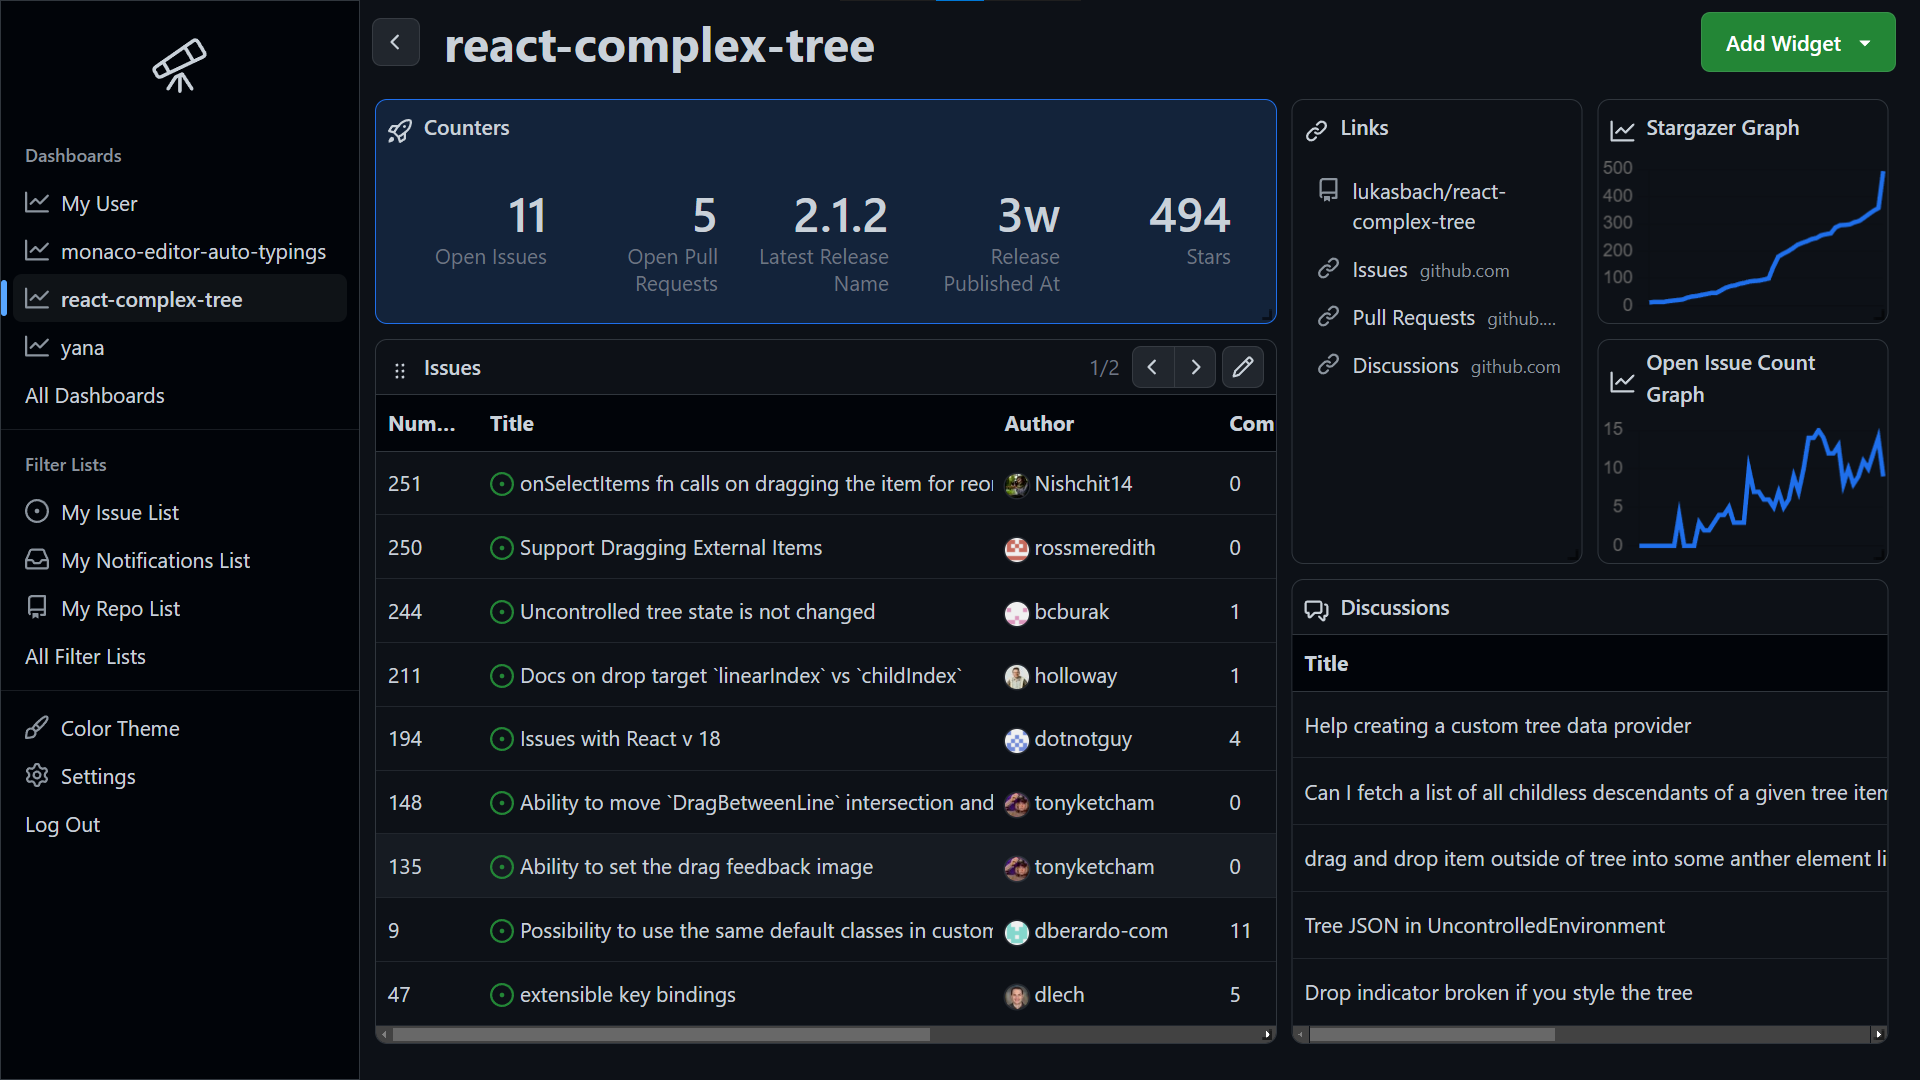 Dashboards
My User
monaco-editor-auto-typings
react-complex-tree
yana
All Dashboards
Filter Lists
My Issue List
My Notifications List
My Repo List
All Filter Lists
Color Theme
Settings
Log Out
react-complex-tree
Add Widget
Counters
11
Open Issues
5
Open Pull
Requests
2.1.2
Latest Release
Name
3w
Release
Published At
494
Stars
Issues
1/2
Num... Title Author Com
251 onSelectItems fn calls on dragging the item for reor Nishchit14 0
250 Support Dragging External Items rossmeredith 0
244 Uncontrolled tree state is not changed bcburak 1
211 Docs on drop target `linearIndex` vs `childIndex` holloway 1
194 Issues with React v 18 dotnotguy 4
148 Ability to move `DragBetweenLine` intersection and tonyketcham 0
135 Ability to set the drag feedback image tonyketcham 0
9 Possibility to use the same default classes in custom dberardo-com 11
47 extensible key bindings dlech 5
Links
lukasbach/react-
complex-tree
Issues github.com
Pull Requests github....
Discussions github.com
Stargazer Graph
500
400
300
200
100
0
Open Issue Count
Graph
15
10
5
0
Discussions
Title
Help creating a custom tree data provider
Can I fetch a list of all childless descendants of a given tree item
drag and drop item outside of tree into some anther element li
Tree JSON in UncontrolledEnvironment
Drop indicator broken if you style the tree